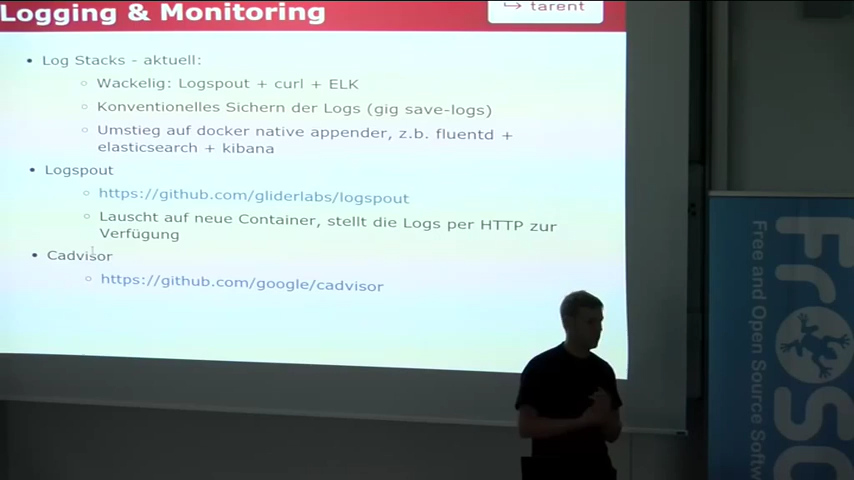 Logging & Monitoring
↪ tarent
• Log Stacks - aktuell:
○ Wackelig: Logspout + curl + ELK
○ Konventionelles Sichern der Logs (gig save-logs)
○ Umstieg auf docker native appender, z.b. fluentd +
elasticsearch + kibana
• Logspout
○ https://github.com/gliderlabs/logspout
○ Lauscht auf neue Container, stellt die Logs per HTTP zur
Verfügung
• Cadvisor
○ https://github.com/google/cadvisor
FrOSC
Free and Open Source Softw